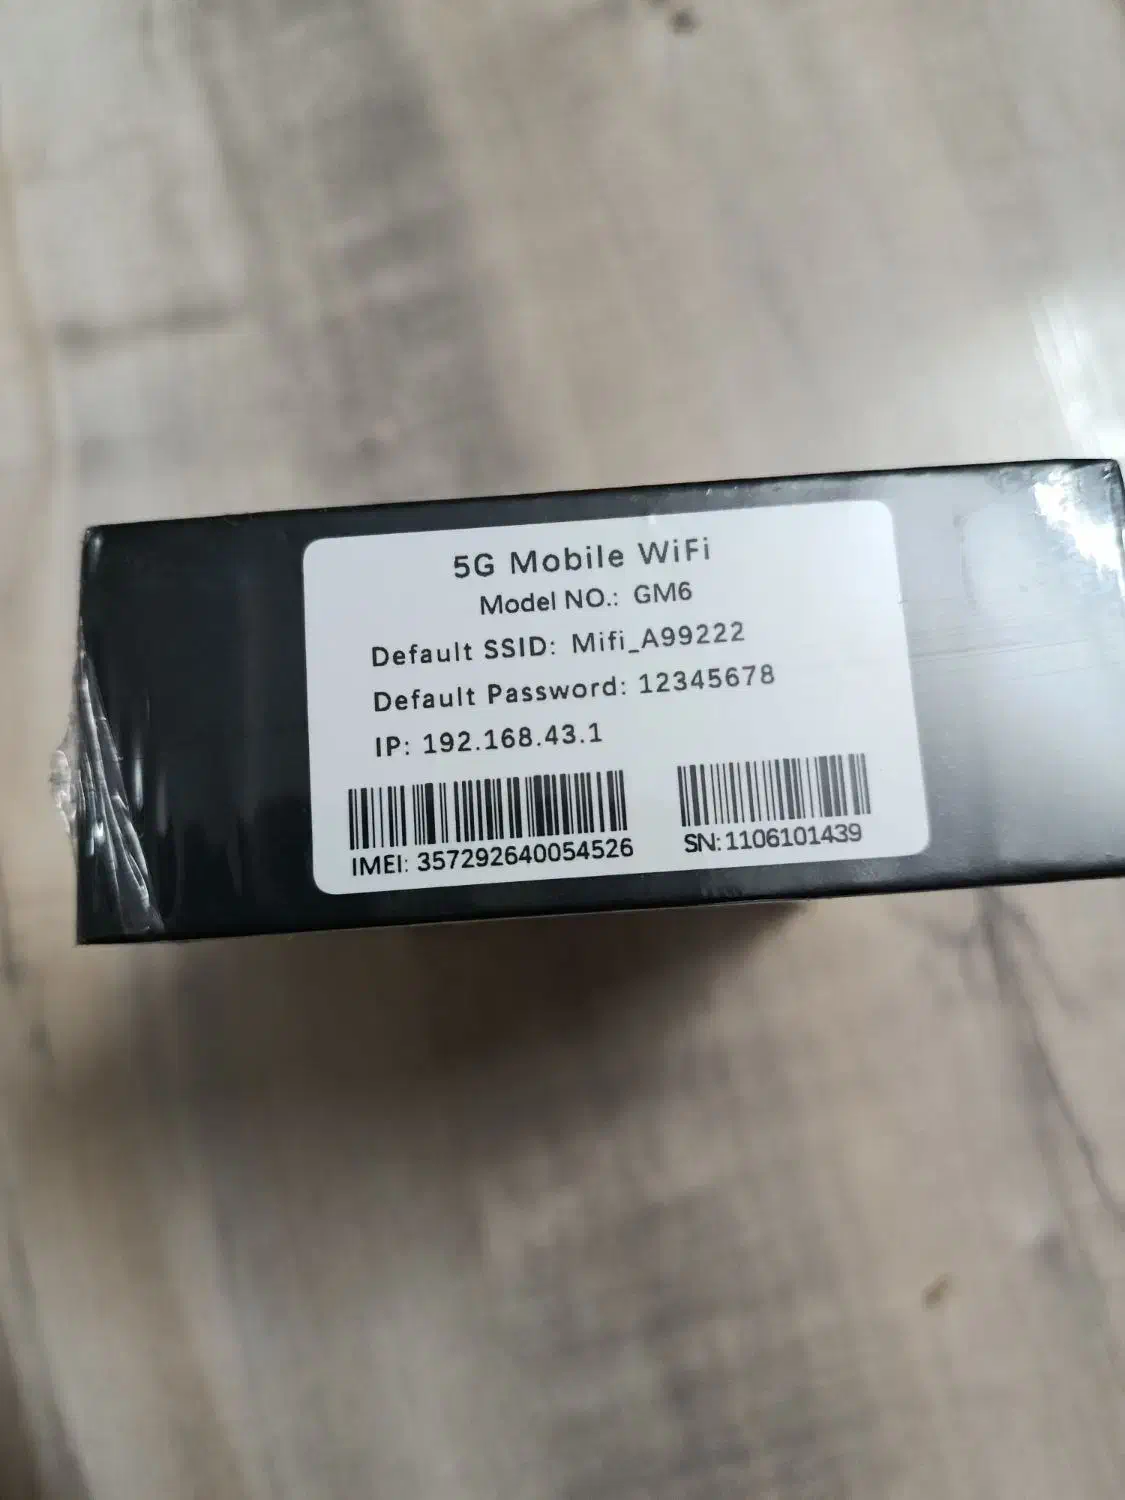 5G Mobile WiFi
Model NO.: GM6
Default SSID: Mifi_A99222
Default Password: 12345678
IP: 192.168.43.1
IMEI: 357292640054526
SN:1106101439